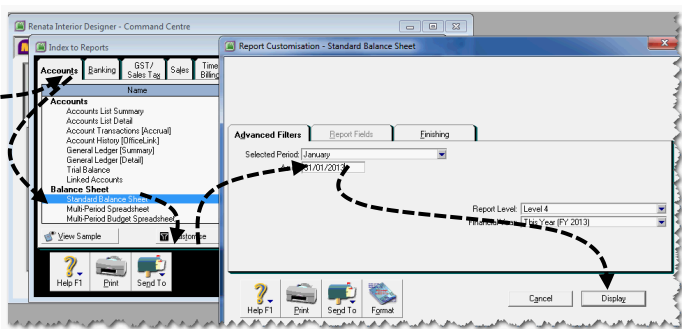 Renata Interior Designer - Command Centre
Index to Reports
Accounts
Banking
GST/
Sales Tax
Sales
Time
Billing
Name
Accounts
Accounts List Summary
Accounts List Detail
Account Transactions [Accrual]
Account History [OfficeLink]
General Ledger [Summary]
General Ledger [Detail]
Trial Balance
Linked Accounts
Balance Sheet
Standard Balance Sheet
Multi-Period Spreadsheet
Multi-Period Budget Spreadsheet
View Sample
Customise
Help F1
Print
Send To
Report Customisation - Standard Balance Sheet
Advanced Filters
Report Fields
Finishing
Selected Period: January
31/01/2013
Report Level: Level 4
Financial Year: This Year (FY 2013)
Help F1
Print
Send To
Format
Cancel
Display